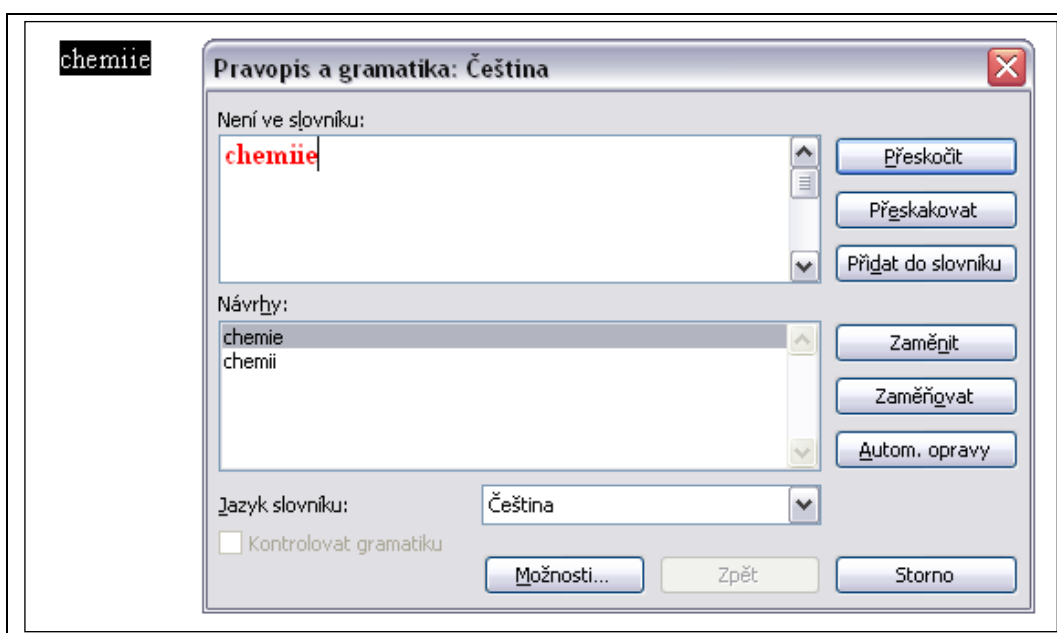 chemiie
Pravopis a gramatika: Čeština
Není ve slovníku:
chemiie
Přeskočit
Přeskakovat
Přidat do slovníku
Návrhy:
chemie
chemii
Zaměnit
Zaměňovat
Autom. opravy
Jazyk slovníku:
Čeština
Kontrolovat gramatiku
Možnosti...
Zpět
Storno